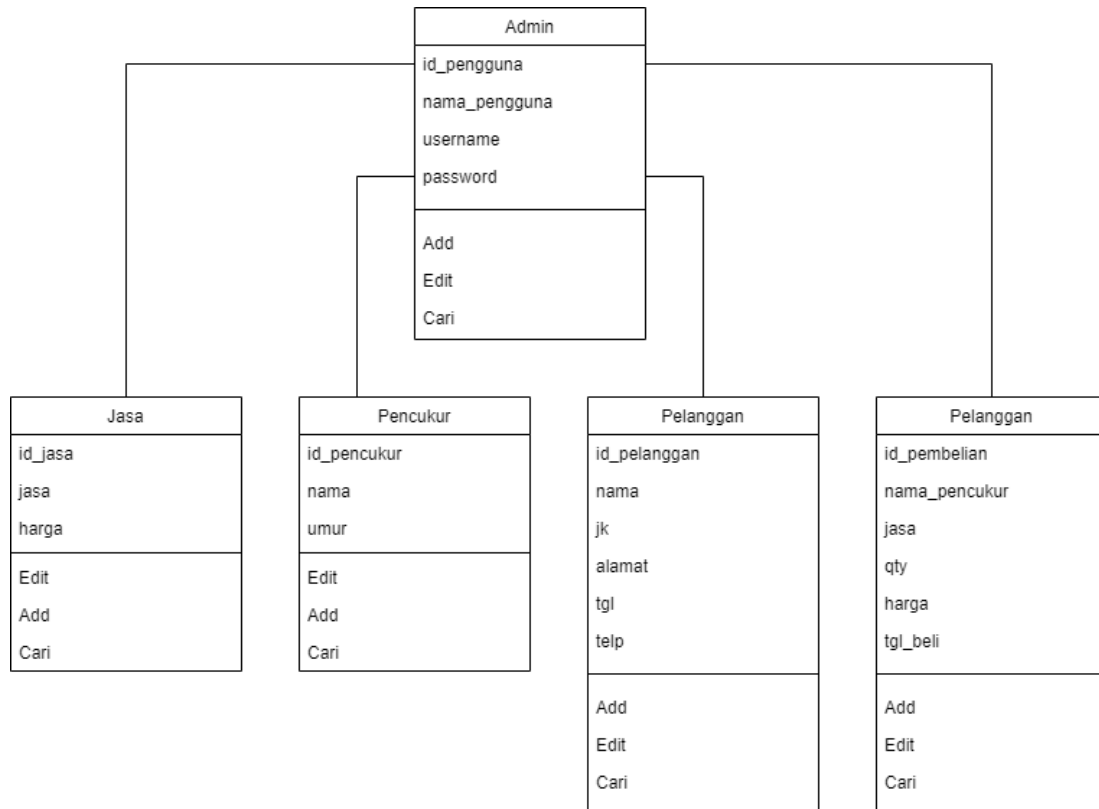 Admin
id_pengguna
nama_pengguna
username
password
Add
Edit
Cari
Jasa
id_jasa
jasa
harga
Edit
Add
Cari
Pencukur
id_pencukur
nama
umur
Edit
Add
Cari
Pelanggan
id_pelanggan
nama
jk
alamat
tgl
telp
Add
Edit
Cari
Pelanggan
id_pembelian
nama_pencukur
jasa
qty
harga
tgl_beli
Add
Edit
Cari